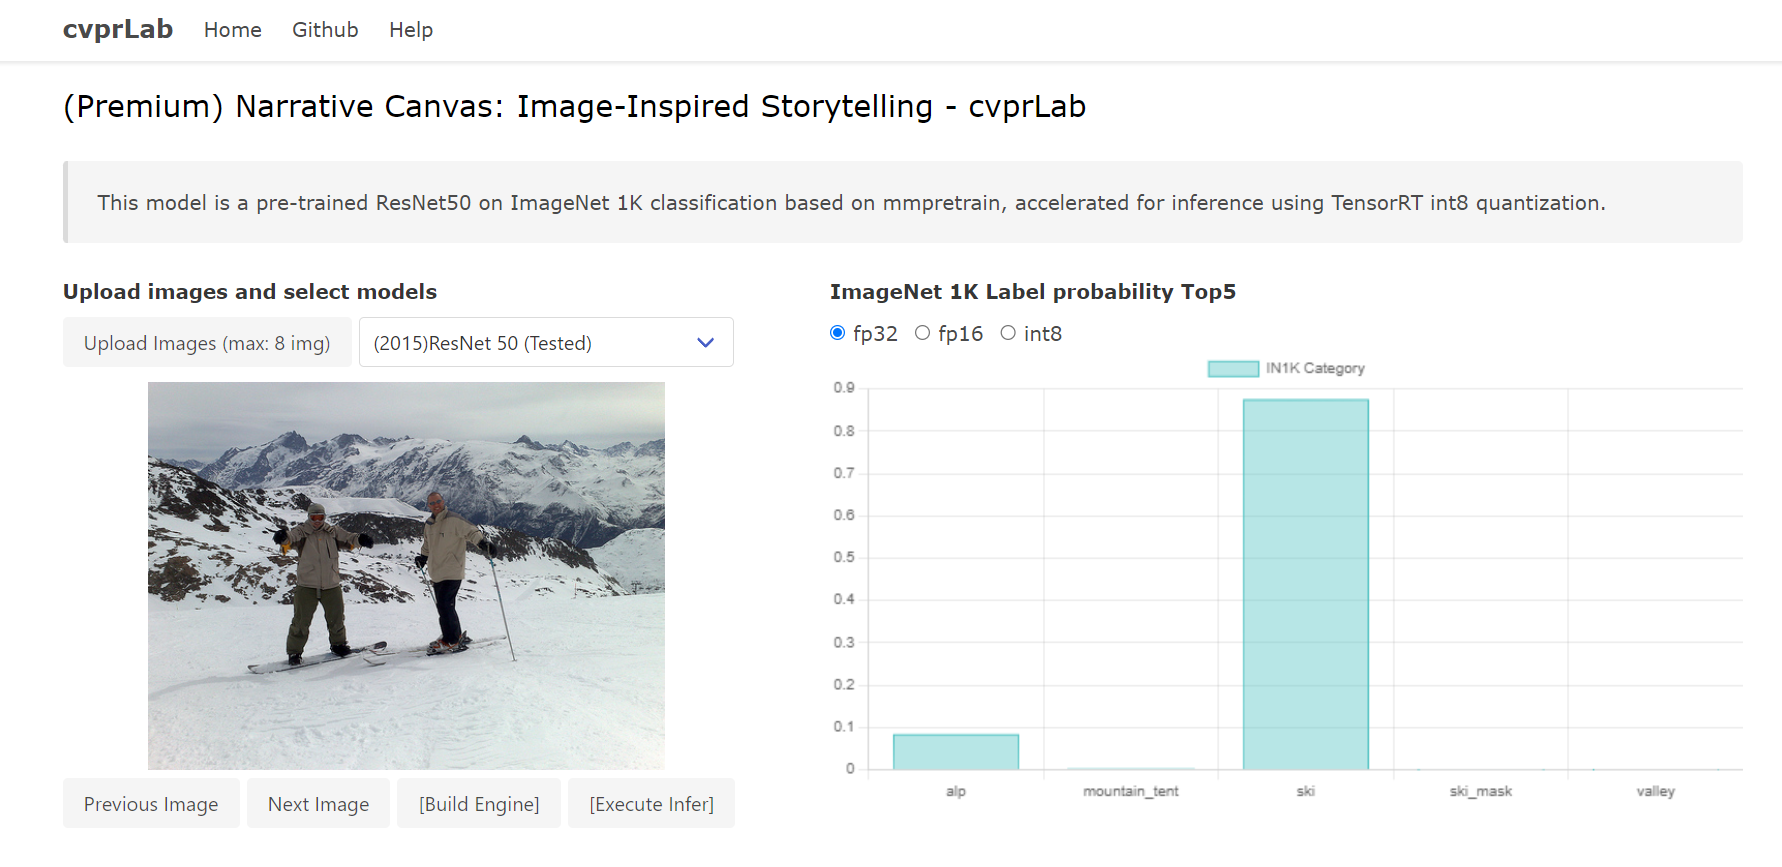 cvprLab Home Github Help
(Premium) Narrative Canvas: Image-Inspired Storytelling - cvprLab
This model is a pre-trained ResNet50 on ImageNet 1K classification based on mmpretrain, accelerated for inference using TensorRT int8 quantization.
Upload images and select models
Upload Images (max: 8 img) (2015)ResNet 50 (Tested)
Previous Image Next Image [Build Engine] [Execute Infer]
ImageNet 1K Label probability Top5
fp32 fp16 int8
IN1K Category
0.9
0.8
0.7
0.6
0.5
0.4
0.3
0.2
0.1
0
alp mountain_tent ski ski_mask valley